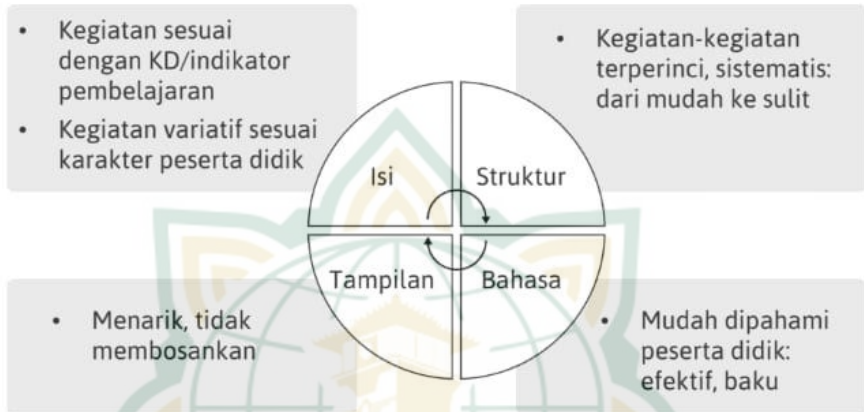 • Kegiatan sesuai
dengan KD/indikator
pembelajaran
• Kegiatan variatif sesuai
karakter peserta didik
• Kegiatan-kegiatan
terperinci, sistematis:
dari mudah ke sulit
Isi
Struktur
Tampilan
Bahasa
• Menarik, tidak
membosankan
• Mudah dipahami
peserta didik:
efektif, baku